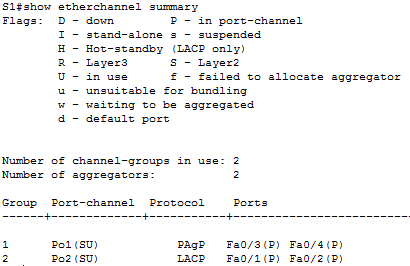 S1#show etherchannel summary
Flags:  D - down        P - in port-channel
        I - stand-alone s - suspended
        H - Hot-standby (LACP only)
        R - Layer3      S - Layer2
        U - in use      f - failed to allocate aggregator
        u - unsuitable for bundling
        w - waiting to be aggregated
        d - default port
Number of channel-groups in use: 2
Number of aggregators:           2
Group  Port-channel  Protocol    Ports
------+-------------+-----------+----------------------------
1      Po1(SU)           PAgP   Fa0/3(P) Fa0/4(P)
2      Po2(SU)           LACP   Fa0/1(P) Fa0/2(P)